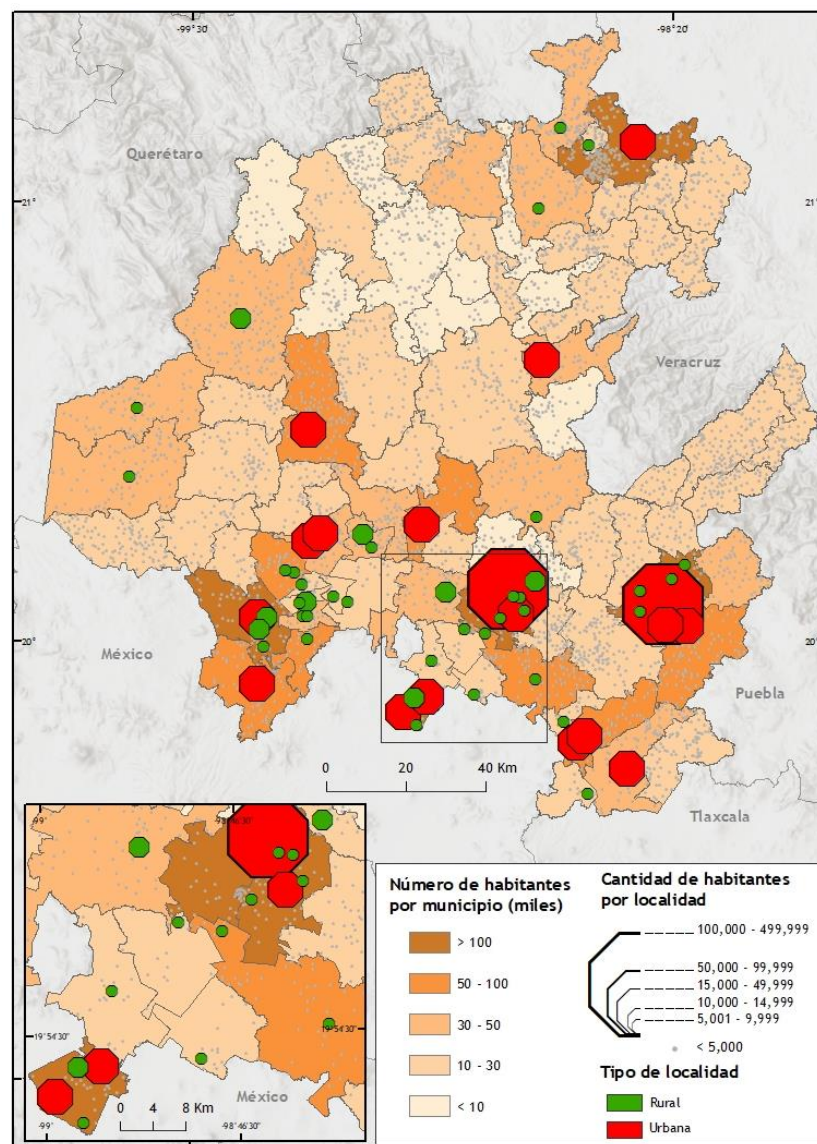 -99°30'
-98°20'
Querétaro
21°
21°
Veracruz
México
20°
20°
Puebla
0 20 40 Km
Tlaxcala
-99°
-98°46'30"
19°54'30"
19°54'30"
México
0 4 8 Km
-99°
-98°46'30"
Número de habitantes
por municipio (miles)
> 100
50 - 100
30 - 50
10 - 30
< 10
Cantidad de habitantes
por localidad
100,000 - 499,999
50,000 - 99,999
15,000 - 49,999
10,000 - 14,999
5,001 - 9,999
< 5,000
Tipo de localidad
Rural
Urbana